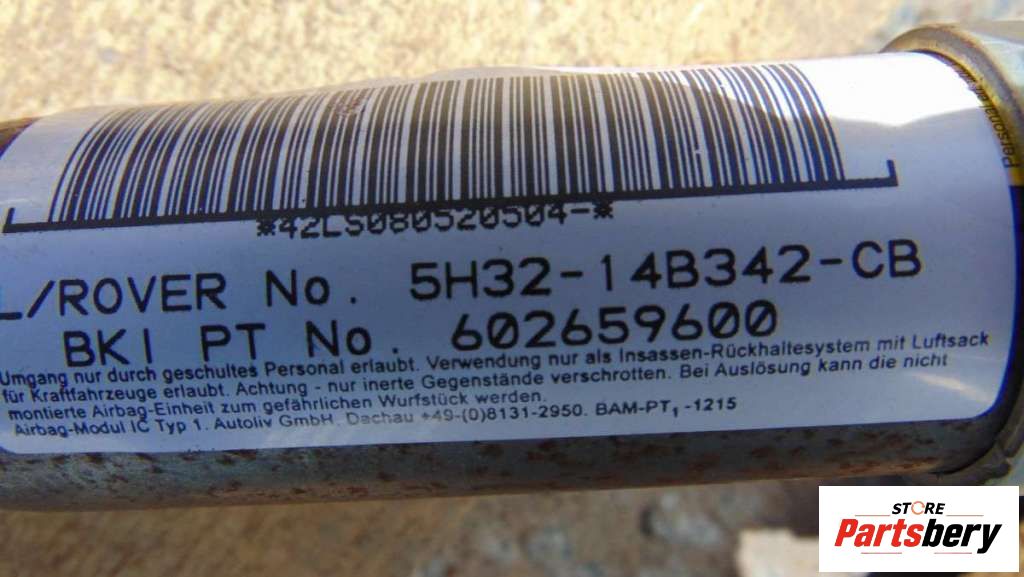 *42LS080520504-*
L/ROVER No. 5H32-14B342-CB
BKI PT No. 602659600
Umgang nur durch geschultes Personal erlaubt. Verwendung nur als Insassen-Rückhaltesystem mit Luftsack
für Kraftfahrzeuge erlaubt. Achtung - nur inerte Gegenstände verschrotten. Bei Auslösung kann die nicht
montierte Airbag-Einheit zum gefährlichen Wurfstück werden.
Airbag-Modul IC Typ 1. Autoliv GmbH, Dachau +49-(0)8131-2950. BAM-PT₁-1215
Personal
STORE
Partsbery